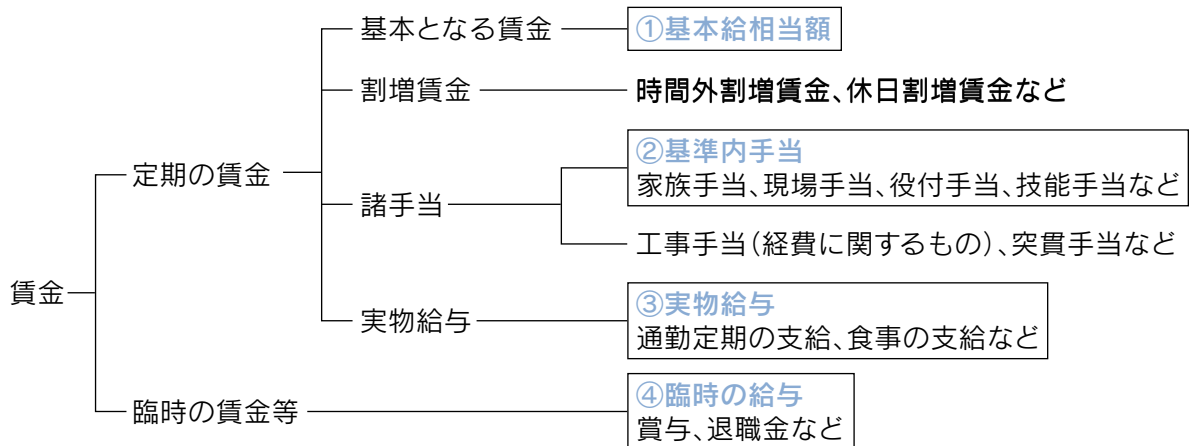 基本となる賃金 ①基本給相当額
割増賃金 時間外割増賃金、休日割増賃金など
②基準内手当
定期の賃金 家族手当、現場手当、役付手当、技能手当など
諸手当
工事手当（経費に関するもの）、突貫手当など
賃金
③実物給与
実物給与 通勤定期の支給、食事の支給など
④臨時の給与
臨時の賃金等
賞与、退職金など